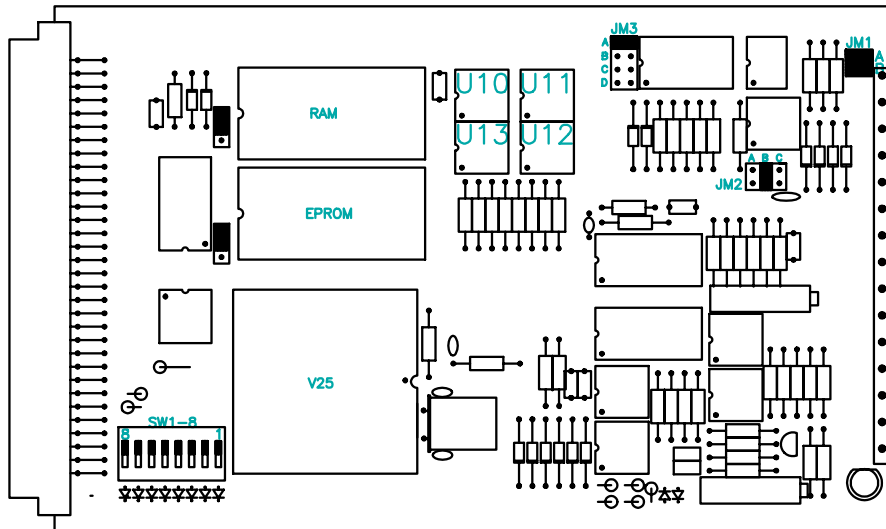 JM3
A
B
C
D
JM1
A
B
U10 U11
RAM
U13 U12
A B C
JM2
EPROM
V25
SW1-8
8 1